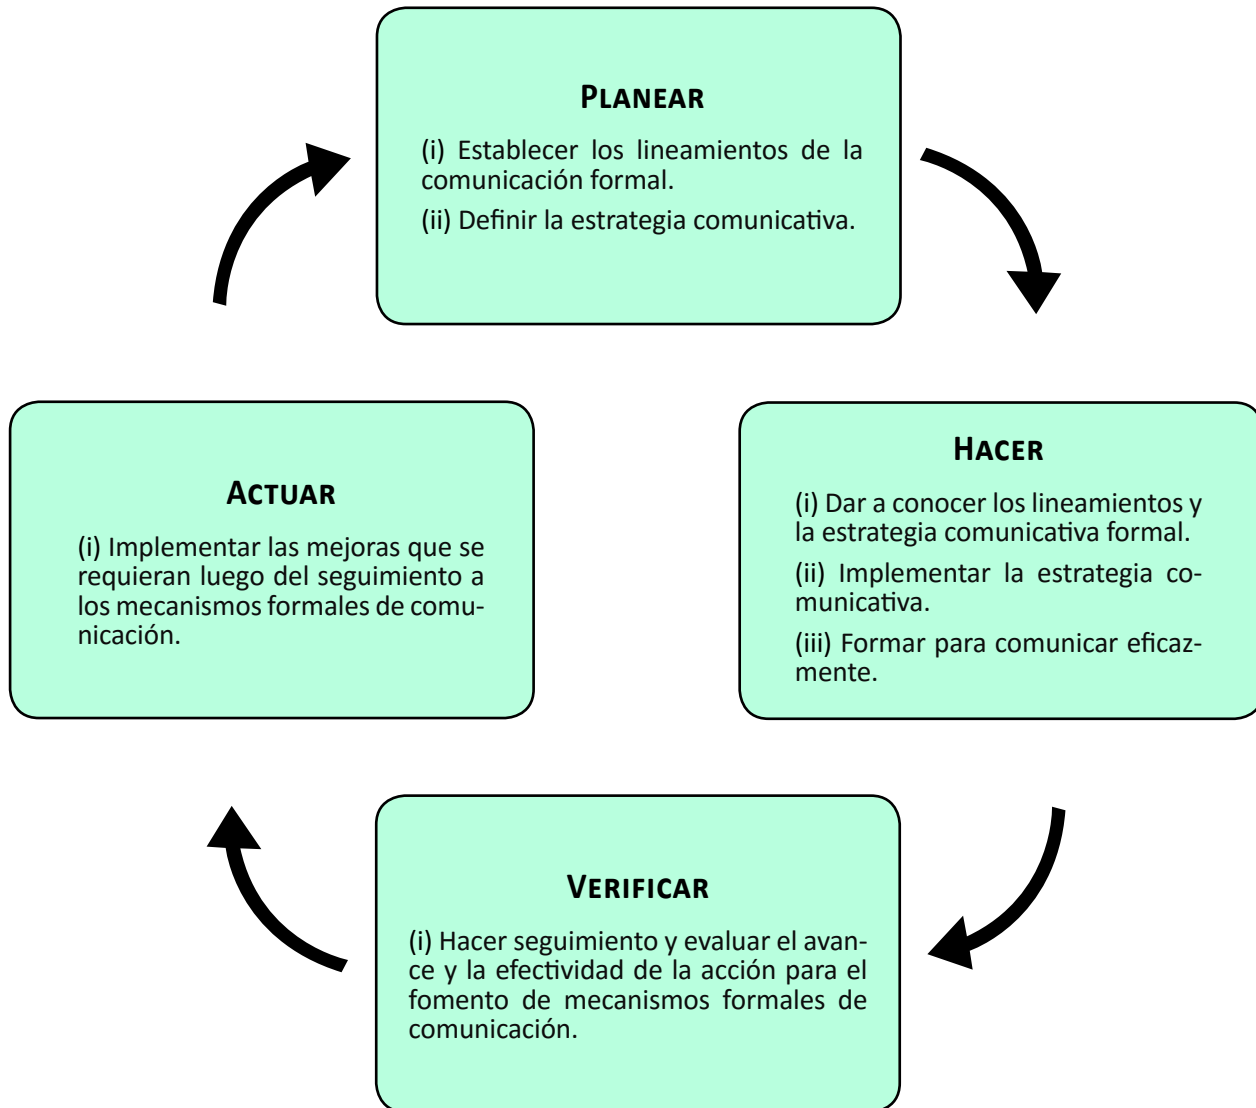 PLANEAR
(i) Establecer los lineamientos de la
comunicación formal.
(ii) Definir la estrategia comunicativa.
HACER
(i) Dar a conocer los lineamientos y
la estrategia comunicativa formal.
(ii) Implementar la estrategia co-
municativa.
(iii) Formar para comunicar eficaz-
mente.
VERIFICAR
(i) Hacer seguimiento y evaluar el avan-
ce y la efectividad de la acción para el
fomento de mecanismos formales de
comunicación.
ACTUAR
(i) Implementar las mejoras que se
requieran luego del seguimiento a
los mecanismos formales de comu-
nicación.